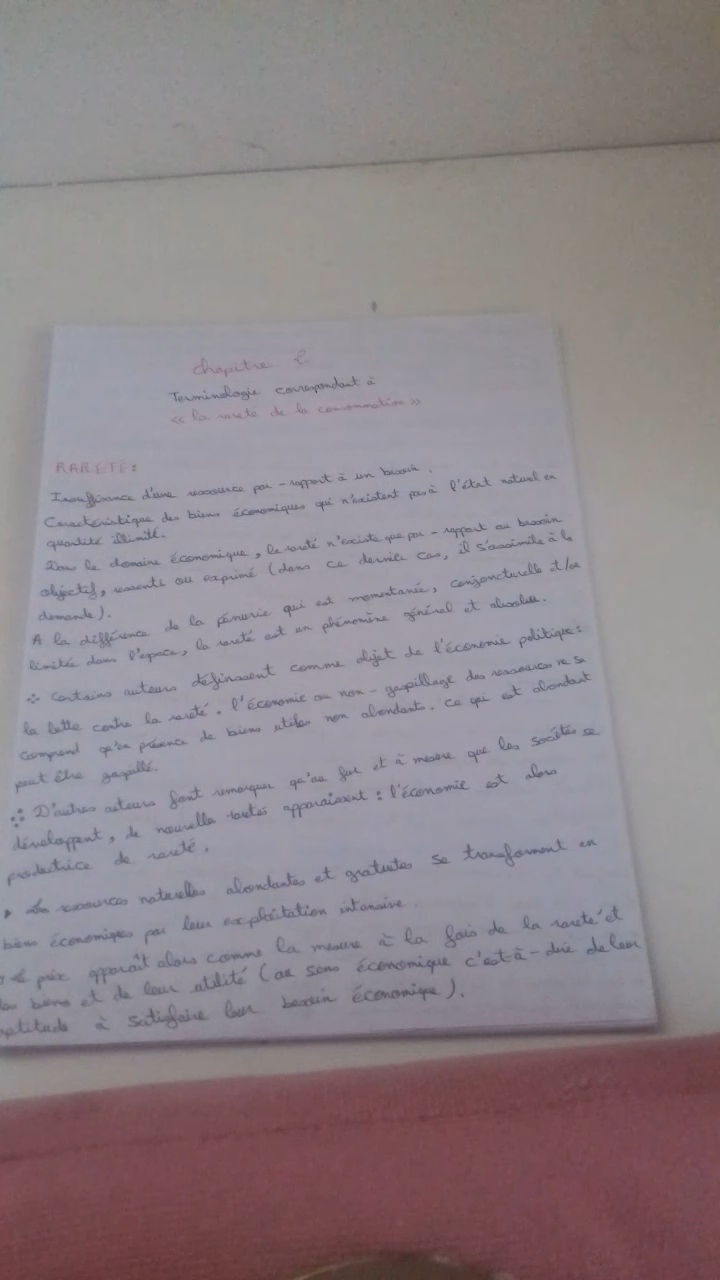 Chapitre 2
Terminologie correspondant à
« la rareté de la consommation »
RARETÉ :
Insuffisance d'une ressource par-rapport à un besoin.
Caractéristique des biens économiques qui n'existent pas à l'état naturel en
quantité illimité.
Dans le domaine économique, la rareté n'existe que par-rapport au besoin
objectif, ressenti ou exprimé (dans ce dernier cas, il s'assimile à la
demande).
A la différence de la pénurie qui est momentanée, conjoncturelle et/ou
limitée dans l'espace, la rareté est un phénomène général et absolue.
∴ Certains auteurs définissent comme objet de l'économie politique :
la lutte contre la rareté. l'économie ou non-gaspillage des ressources ne se
comprend qu'en présence de biens utiles non abondants. Ce qui est abondant
peut être gaspillé.
∴ D'autres auteurs font remarquer qu'au fur et à mesure que les sociétés se
développent, de nouvelles raretés apparaissent : l'économie est alors
productrice de rareté.
Les ressources naturelles abondantes et gratuites se transforment en
biens économiques par leur exploitation intensive.
Le prix apparaît alors comme la mesure à la fois de la rareté et
des biens et de leur utilité (au sens économique c'est-à-dire de leur
aptitude à satisfaire leur besoin économique).